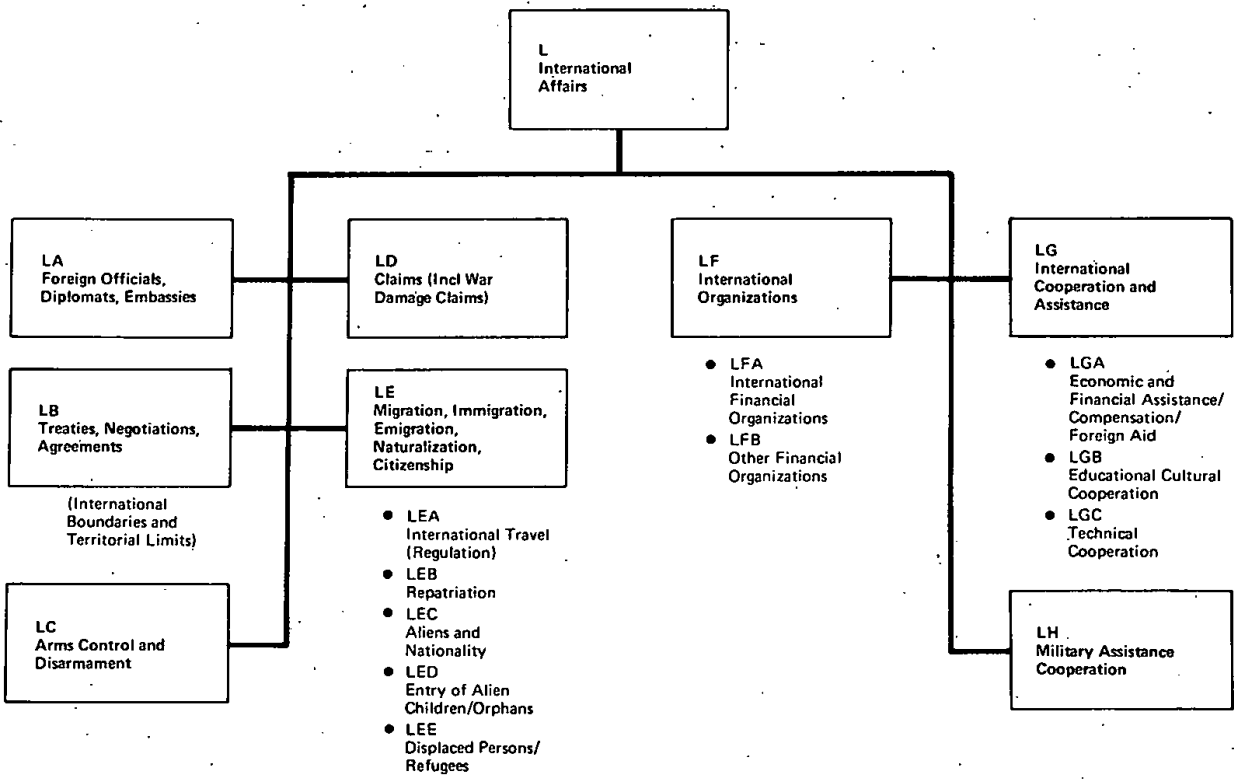 L
International
Affairs
LA
Foreign Officials,
Diplomats, Embassies
LD
Claims (Incl War
Damage Claims)
LF
International
Organizations
LG
International
Cooperation and
Assistance
LB
Treaties, Negotiations,
Agreements
(International
Boundaries and
Territorial Limits)
LE
Migration, Immigration,
Emigration,
Naturalization,
Citizenship
• LEA
International Travel
(Regulation)
• LEB
Repatriation
• LEC
Aliens and
Nationality
• LED
Entry of Alien
Children/Orphans
• LEE
Displaced Persons/
Refugees
• LFA
International
Financial
Organizations
• LFB
Other Financial
Organizations
• LGA
Economic and
Financial Assistance/
Compensation/
Foreign Aid
• LGB
Educational Cultural
Cooperation
• LGC
Technical
Cooperation
LC
Arms Control and
Disarmament
LH
Military Assistance
Cooperation